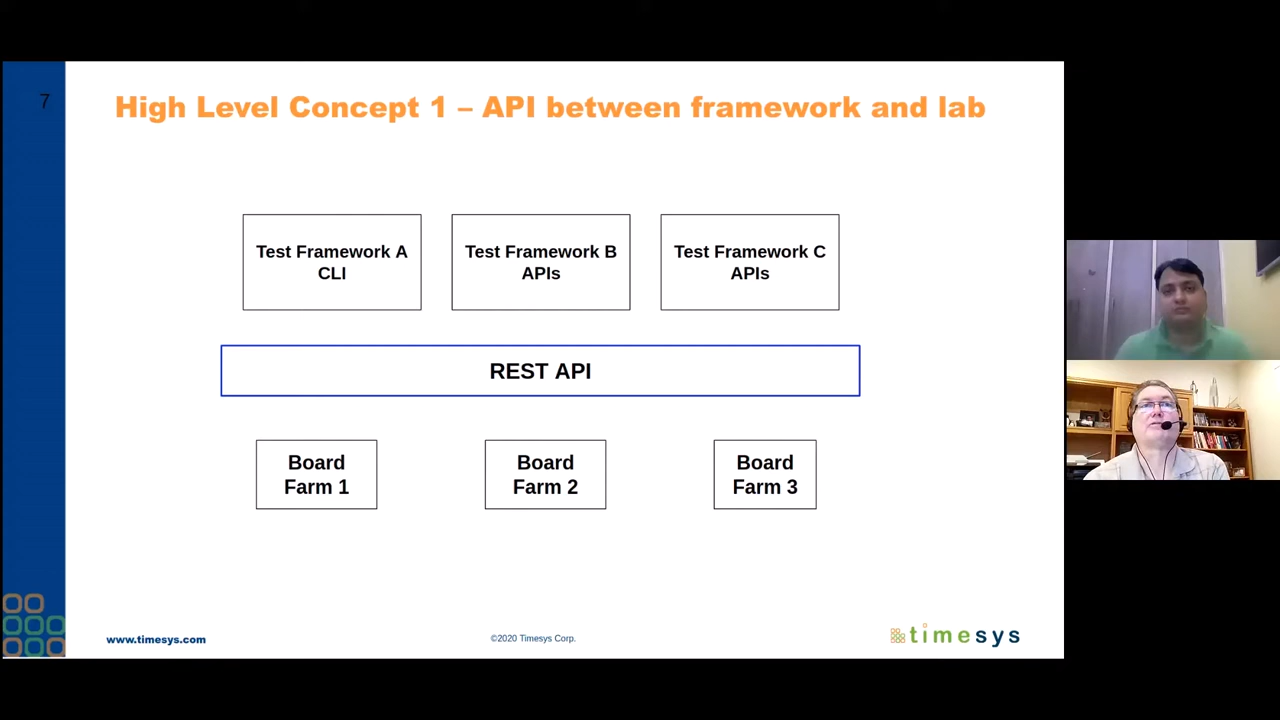 7
High Level Concept 1 – API between framework and lab
Test Framework A
CLI
Test Framework B
APIs
Test Framework C
APIs
REST API
Board
Farm 1
Board
Farm 2
Board
Farm 3
www.timesys.com
©2020 Timesys Corp.
timesys